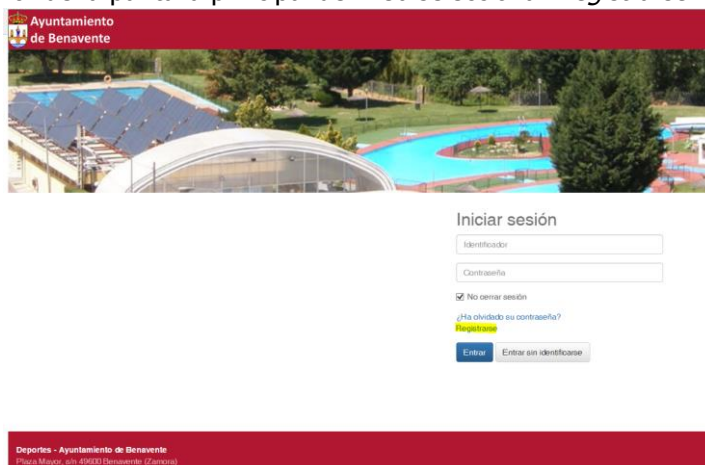 Ayuntamiento
de Benavente
Iniciar sesión
Identificador
Contraseña
No cerrar sesión
¿Ha olvidado su contraseña?
Registrarse
Entrar Entrar sin identificarse
Deportes - Ayuntamiento de Benavente
Plaza Mayor, s/n 49600 Benavente (Zamora)